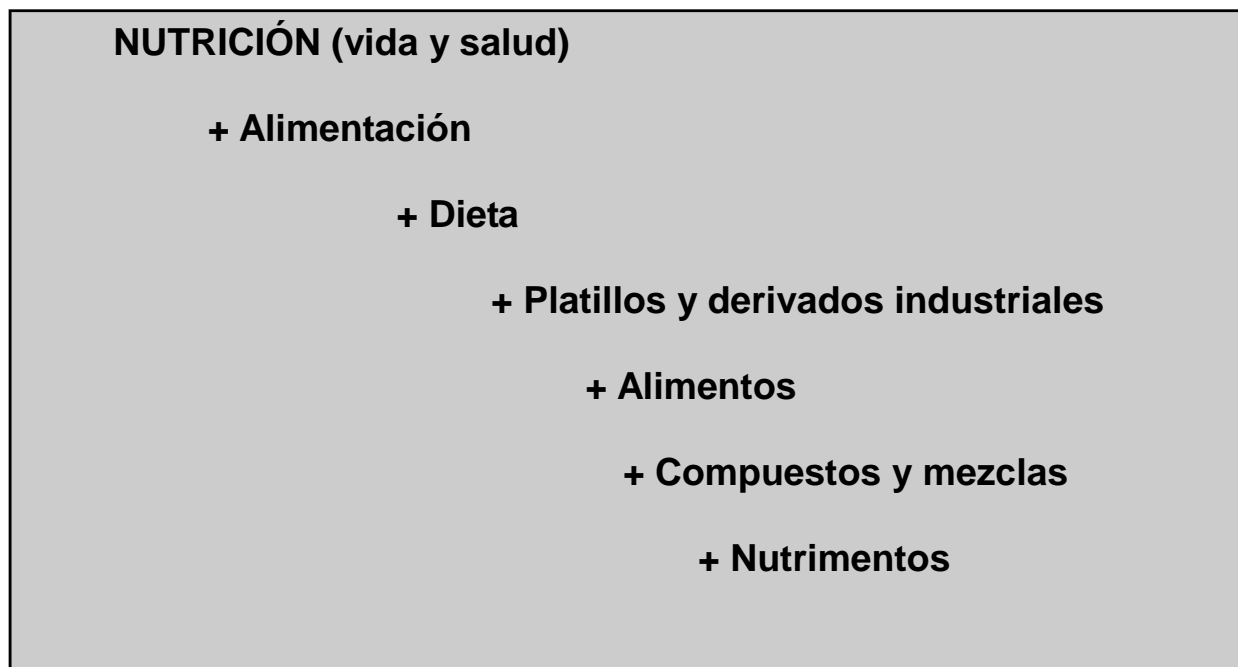 NUTRICIÓN (vida y salud)
+ Alimentación
+ Dieta
+ Platillos y derivados industriales
+ Alimentos
+ Compuestos y mezclas
+ Nutrimentos